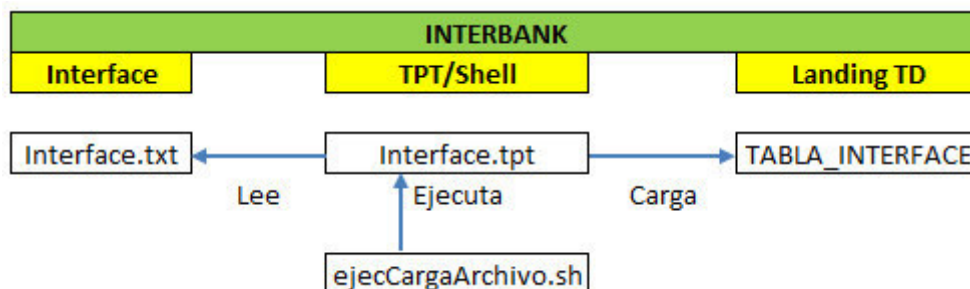 INTERBANK
Interface TPT/Shell Landing TD
Interface.txt Interface.tpt TABLA_INTERFACE
Lee Ejecuta Carga
ejecCargaArchivo.sh